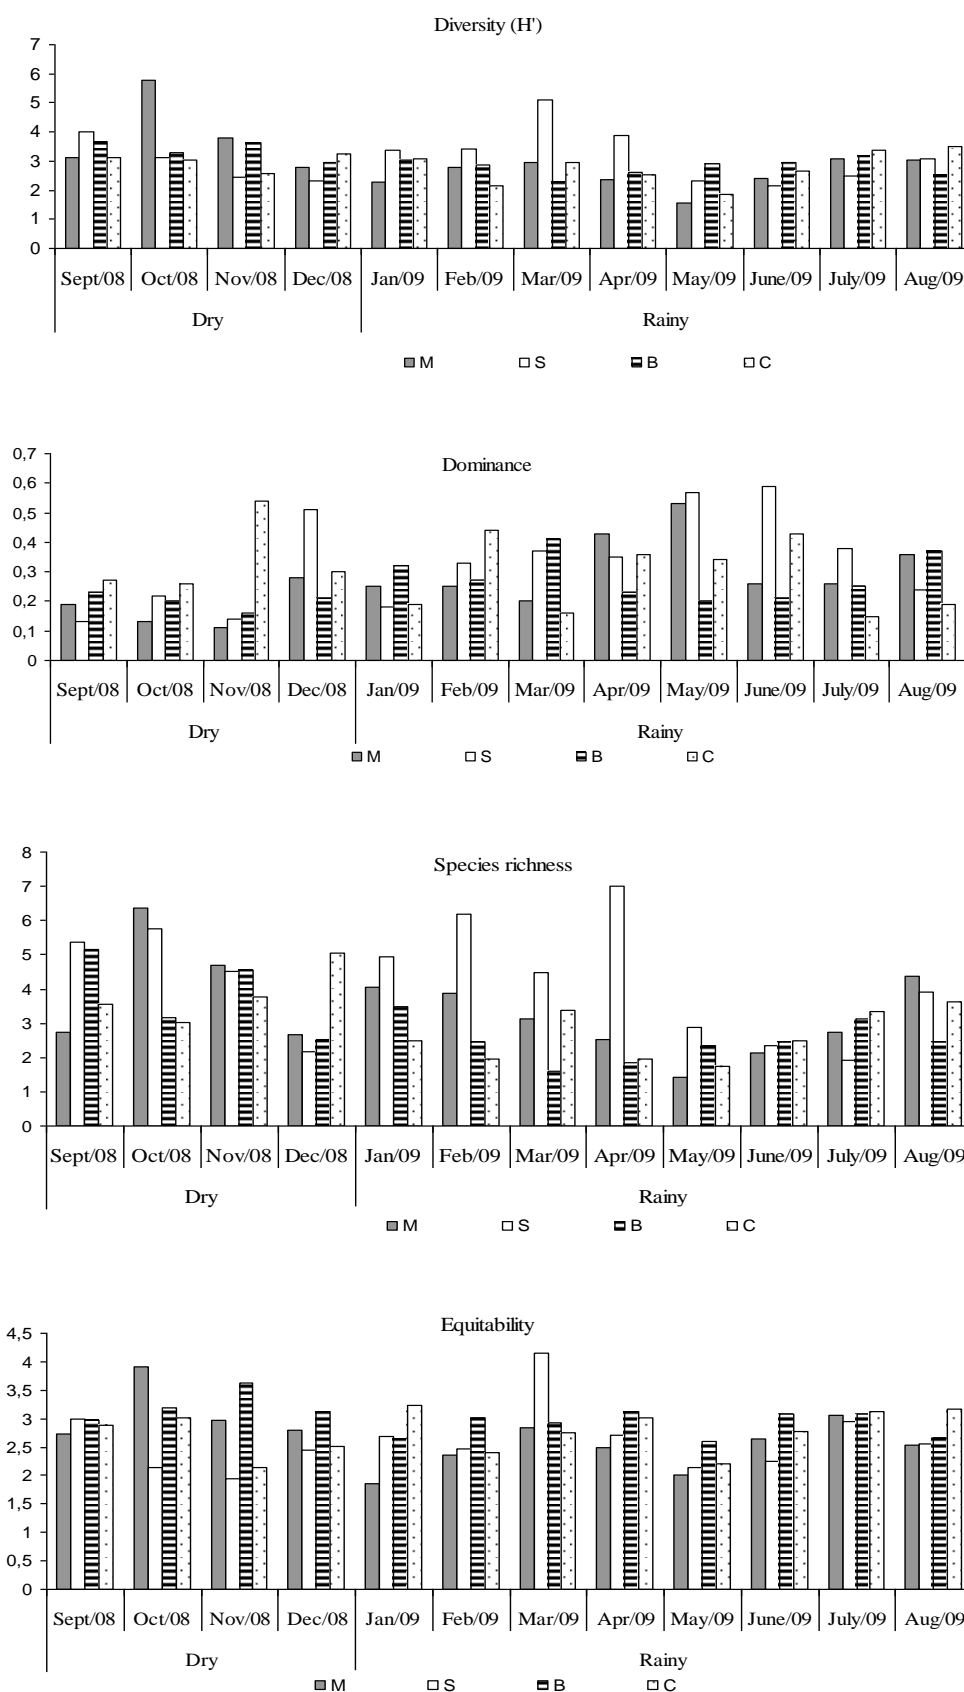 Diversity (H')
7
6
5
4
3
2
1
0
Sept/08 Oct/08 Nov/08 Dec/08 Jan/09 Feb/09 Mar/09 Apr/09 May/09 June/09 July/09 Aug/09
Dry Rainy
M S B C
Dominance
0,7
0,6
0,5
0,4
0,3
0,2
0,1
0
Sept/08 Oct/08 Nov/08 Dec/08 Jan/09 Feb/09 Mar/09 Apr/09 May/09 June/09 July/09 Aug/09
Dry Rainy
M S B C
Species richness
8
7
6
5
4
3
2
1
0
Sept/08 Oct/08 Nov/08 Dec/08 Jan/09 Feb/09 Mar/09 Apr/09 May/09 June/09 July/09 Aug/09
Dry Rainy
M S B C
Equitability
4,5
4
3,5
3
2,5
2
1,5
1
0,5
0
Sept/08 Oct/08 Nov/08 Dec/08 Jan/09 Feb/09 Mar/09 Apr/09 May/09 June/09 July/09 Aug/09
Dry Rainy
M S B C